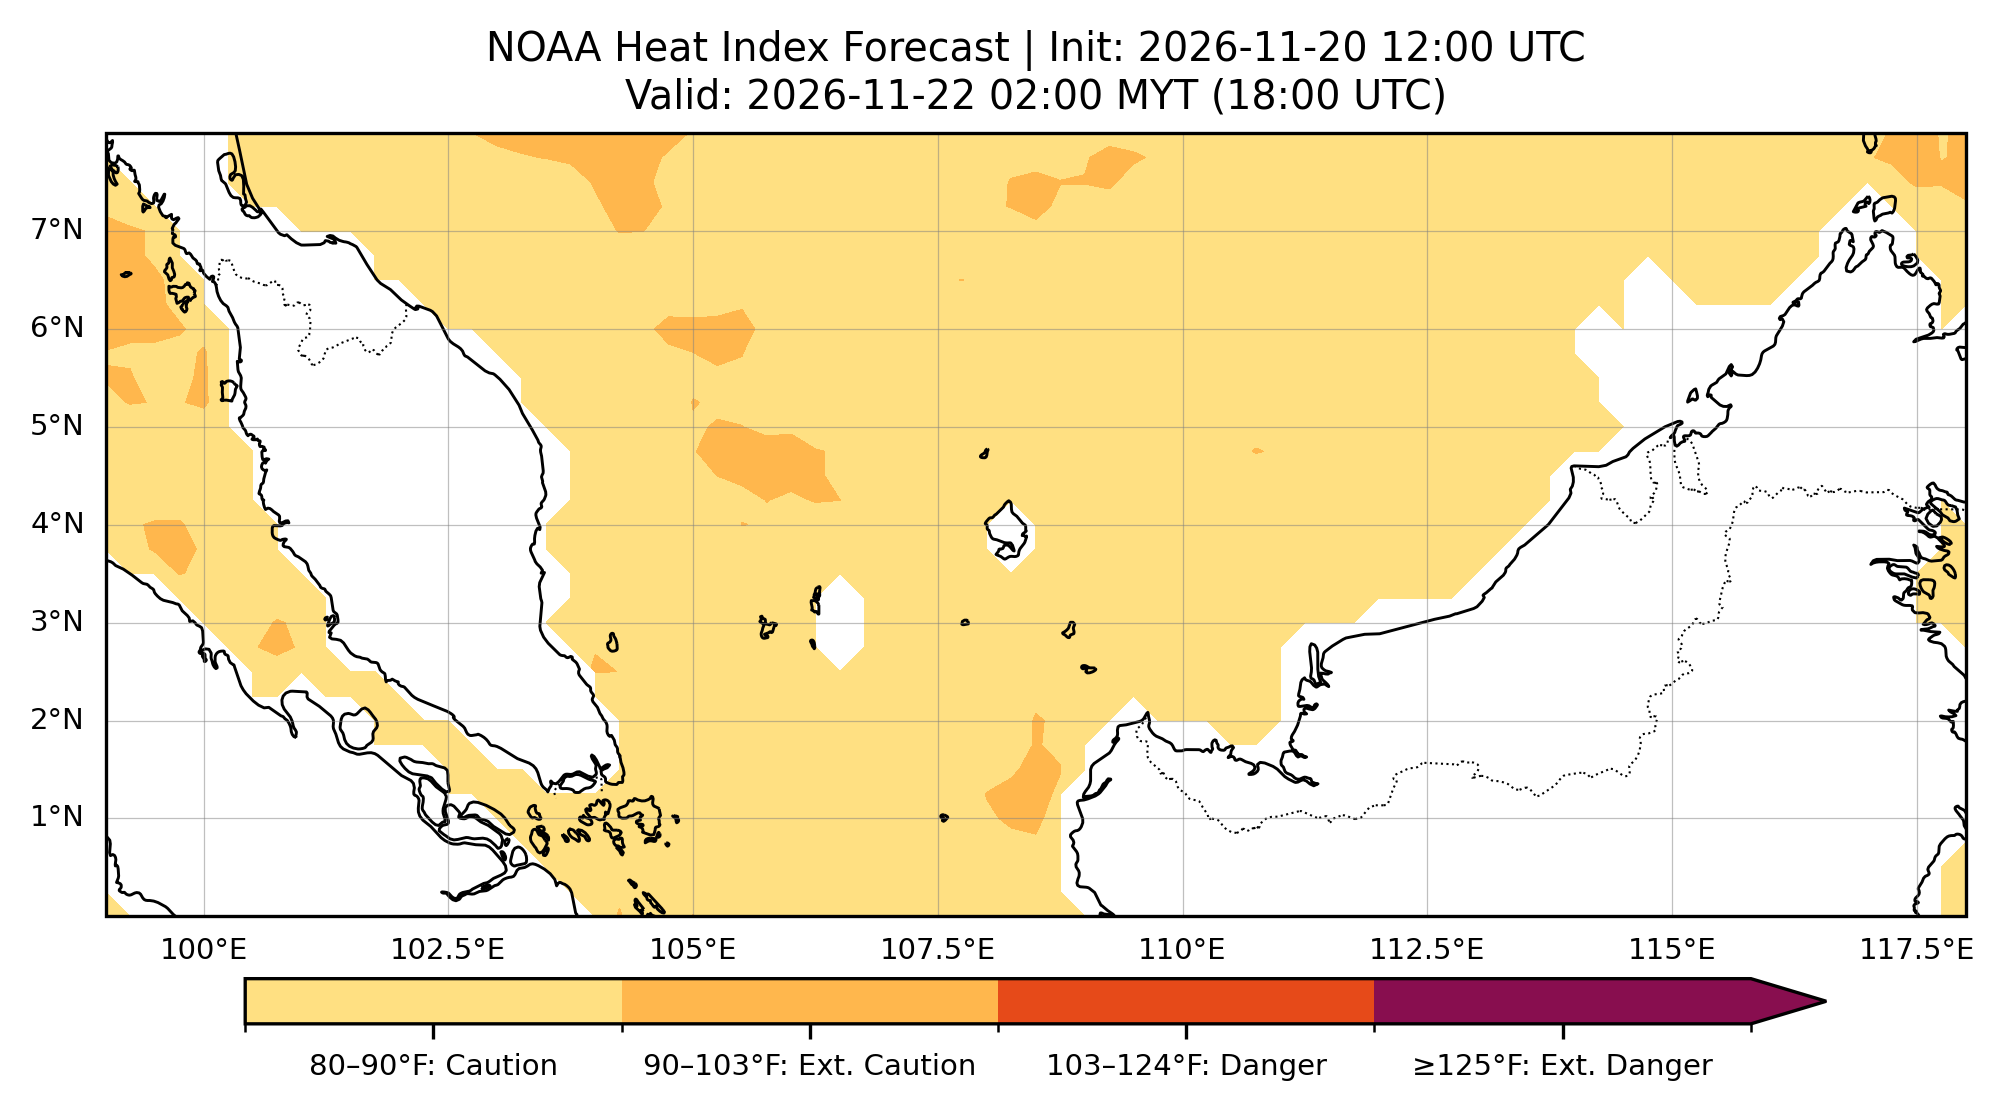 NOAA Heat Index Forecast | Init: 2026-11-20 12:00 UTC
Valid: 2026-11-22 02:00 MYT (18:00 UTC)
7°N
6°N
5°N
4°N
3°N
2°N
1°N
100°E 102.5°E 105°E 107.5°E 110°E 112.5°E 115°E 117.5°E
80–90°F: Caution 90–103°F: Ext. Caution 103–124°F: Danger ≥125°F: Ext. Danger